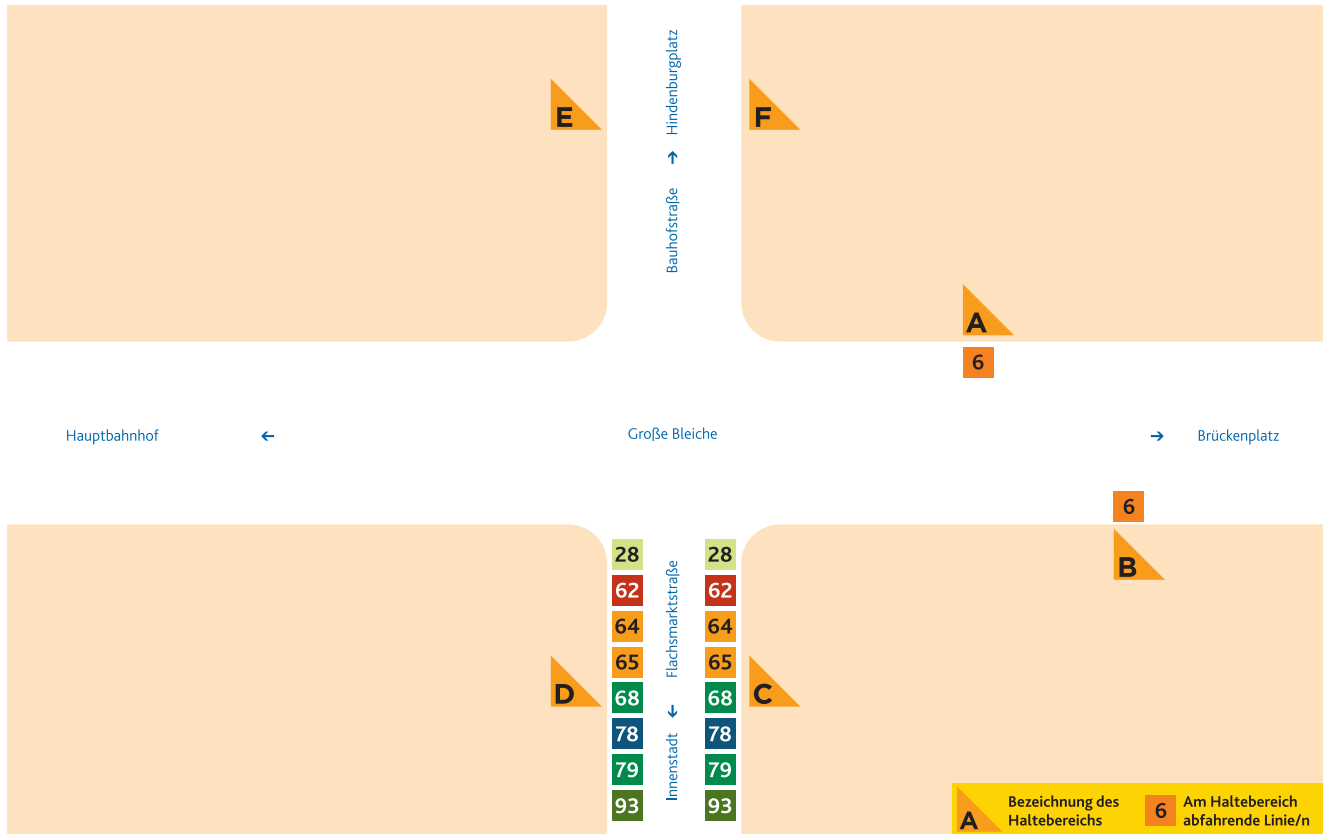 E
F
Bauhofstraße → Hindenburgplatz
A
6
Hauptbahnhof
←
Große Bleiche
→
Brückenplatz
6
B
28
62
64
65
68
78
79
93
D
Innenstadt ← Flachsmarktstraße
28
62
64
65
68
78
79
93
C
A
Bezeichnung des
Haltebereichs
6
Am Haltebereich
abfahrende Linie/n